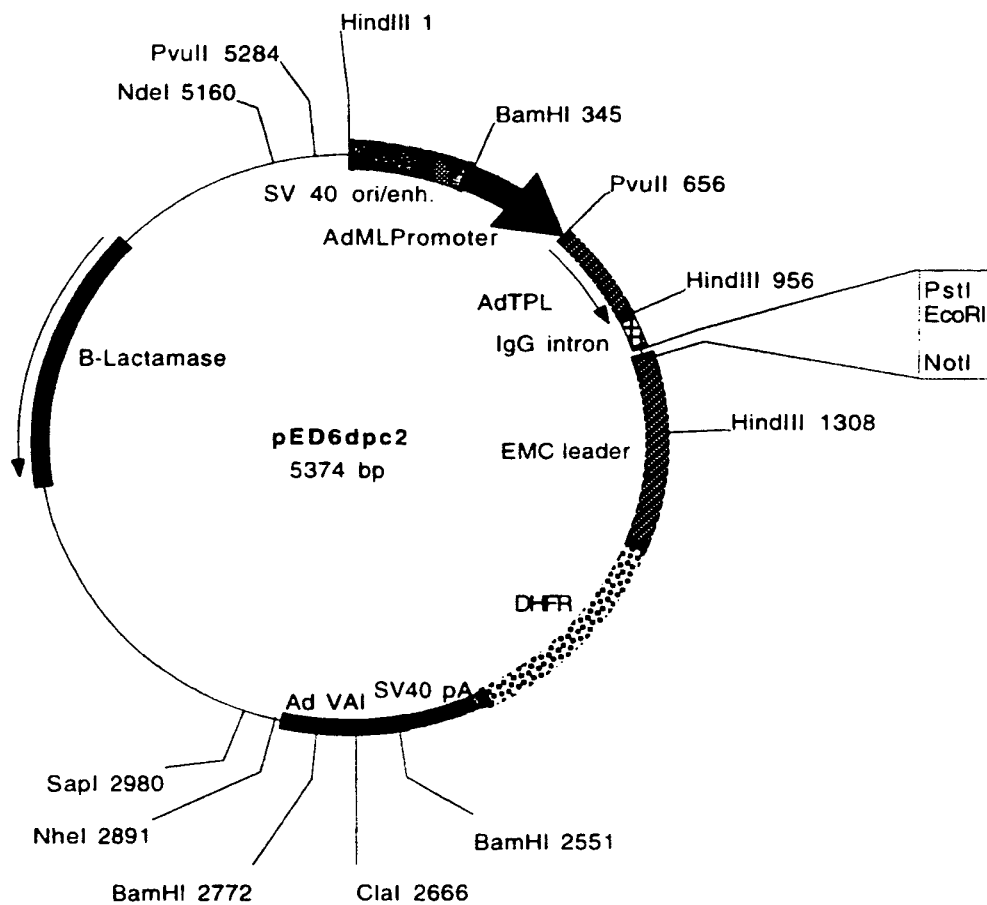 HindIII 1
PvuII 5284
NdeI 5160
BamHI 345
SV 40 ori/enh.
PvuII 656
AdMLPromoter
HindIII 956
AdTPL
PstI
EcoRI
IgG intron
NotI
B-Lactamase
HindIII 1308
pED6dpc2
EMC leader
5374 bp
DHFR
Ad VAI
SV40 pA
SapI 2980
NheI 2891
BamHI 2551
BamHI 2772
ClaI 2666